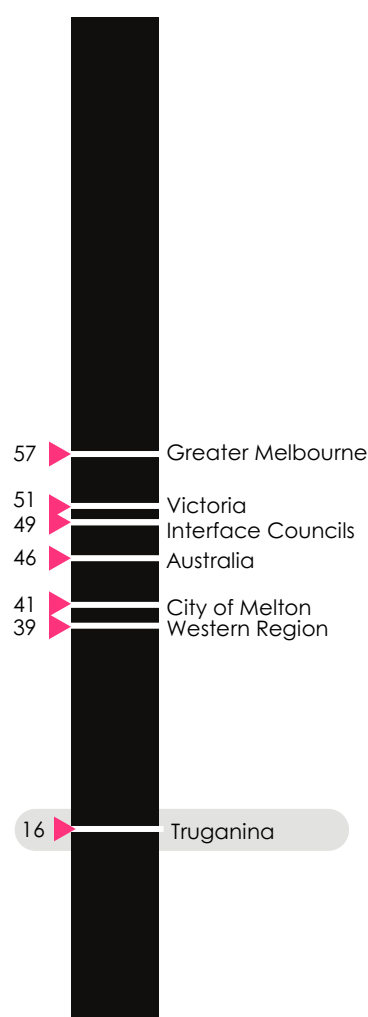 57 Greater Melbourne
51 Victoria
49 Interface Councils
46 Australia
41 City of Melton
39 Western Region
16 Truganina